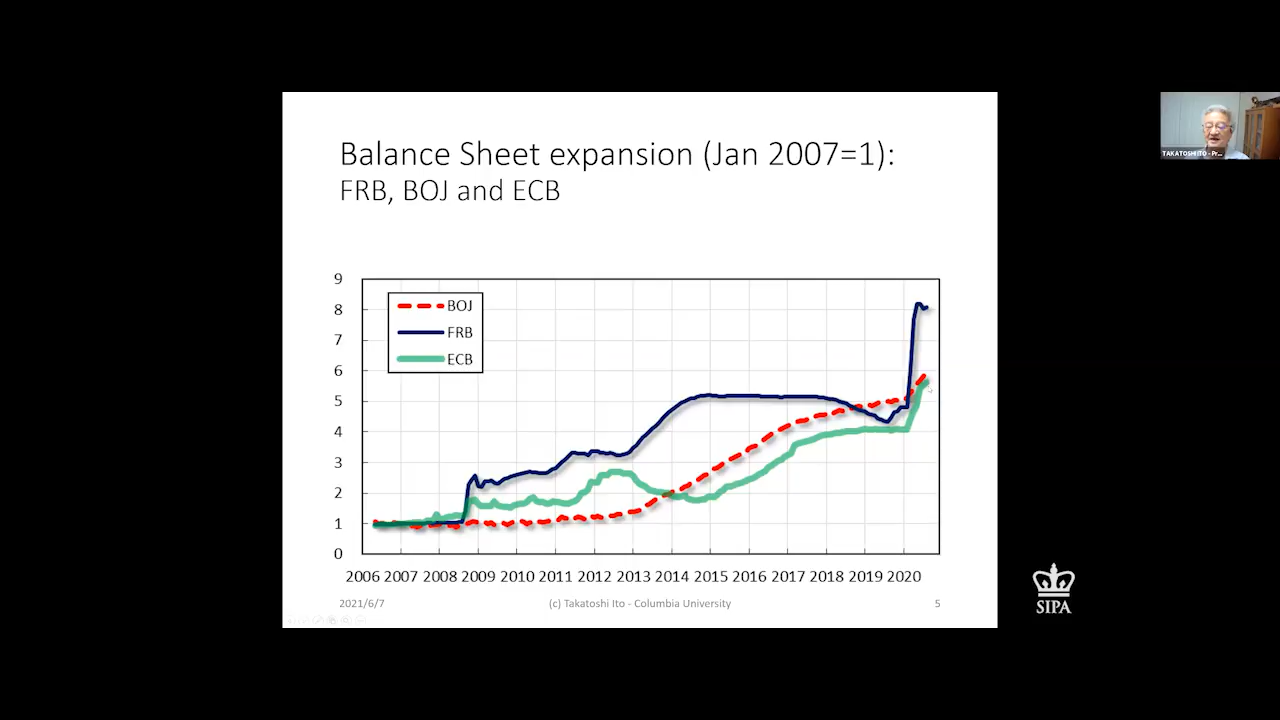 Balance Sheet expansion (Jan 2007=1):
FRB, BOJ and ECB
9
8
7
6
5
4
3
2
1
0
BOJ
FRB
ECB
2006 2007 2008 2009 2010 2011 2012 2013 2014 2015 2016 2017 2018 2019 2020
2021/6/7
(c) Takatoshi Ito - Columbia University
5
TAKATOSHI ITO - Pr...
SIPA